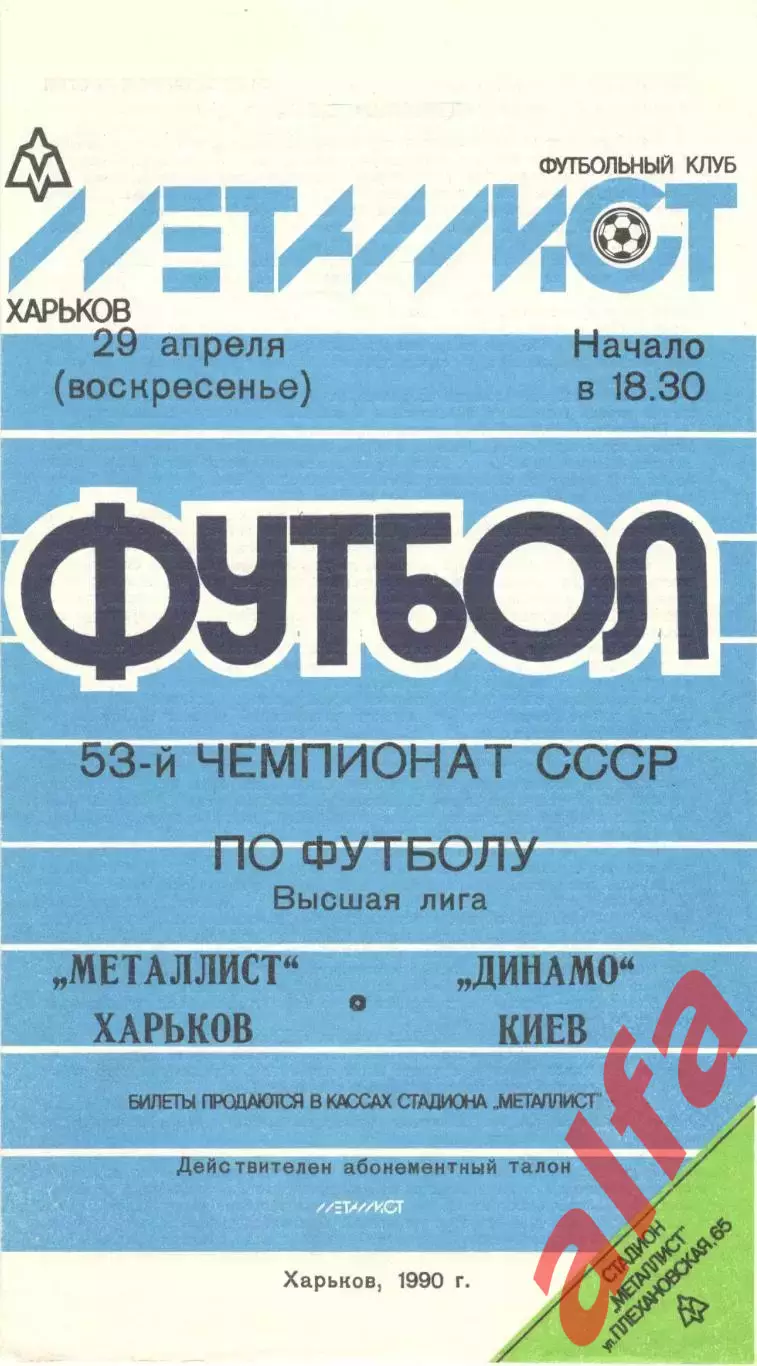 ФУТБОЛЬНЫЙ КЛУБ
МЕТАЛЛИСТ
ХАРЬКОВ
29 апреля
(воскресенье)
Начало
в 18.30
ФУТБОЛ
53-й ЧЕМПИОНАТ СССР
ПО ФУТБОЛУ
Высшая лига
„МЕТАЛЛИСТ“
ХАРЬКОВ
„ДИНАМО“
КИЕВ
БИЛЕТЫ ПРОДАЮТСЯ В КАССАХ СТАДИОНА „МЕТАЛЛИСТ“
Действителен абонементный талон
МЕТАЛЛИСТ
СТАДИОН
„МЕТАЛЛИСТ“
ул. ПЛЕХАНОВСКАЯ, 65
Харьков, 1990 г.
alfa